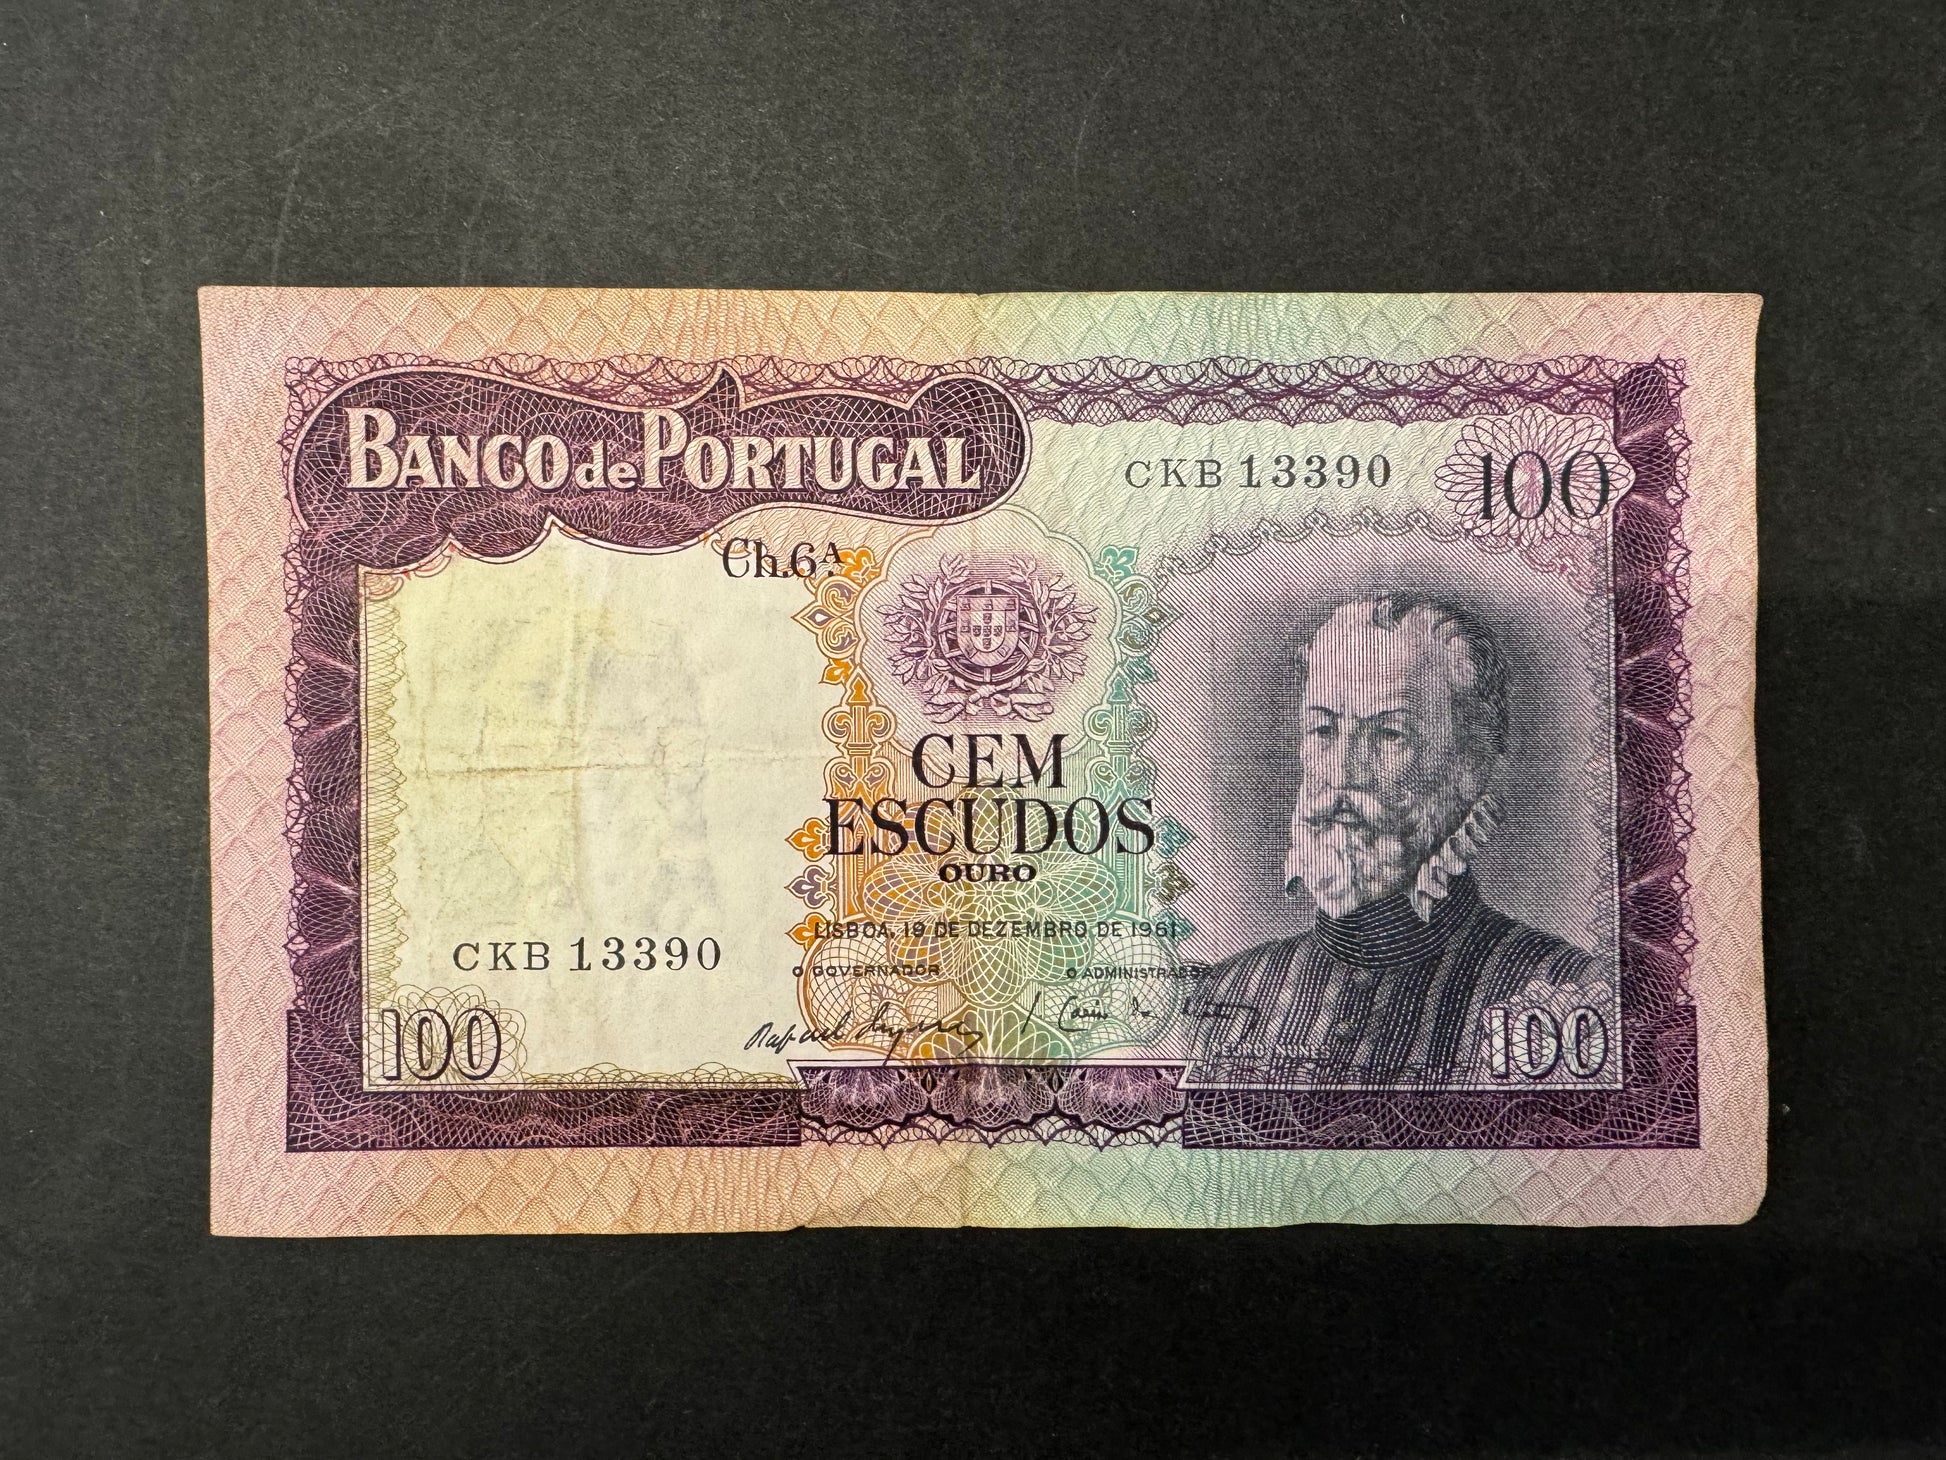 BANCO de PORTUGAL
CKB 13390
100
Ch.6ᴬ
CEM
ESCUDOS
OURO
LISBOA, 19 DE DEZEMBRO DE 1961
O GOVERNADOR
O ADMINISTRADOR
CKB 13390
100
100